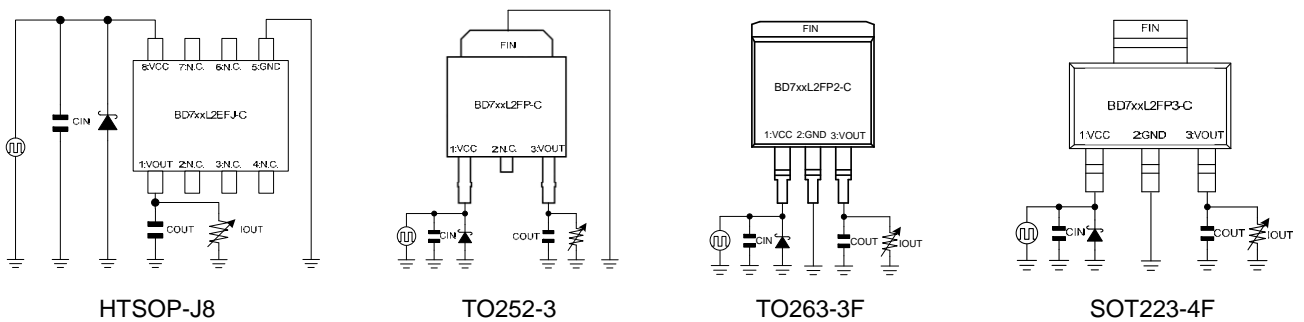 8:VCC 7:N.C. 6:N.C. 5:GND
CIN
BD7xxL2EFJ-C
1:VOUT 2:N.C. 3:N.C. 4:N.C.
COUT IOUT
HTSOP-J8
FIN
BD7xxL2FP-C
1:VCC 2:N.C. 3:VOUT
CIN COUT
TO252-3
FIN
BD7xxL2FP2-C
1:VCC 2:GND 3:VOUT
CIN COUT IOUT
TO263-3F
FIN
BD7xxL2FP3-C
1:VCC 2:GND 3:VOUT
CIN COUT IOUT
SOT223-4F